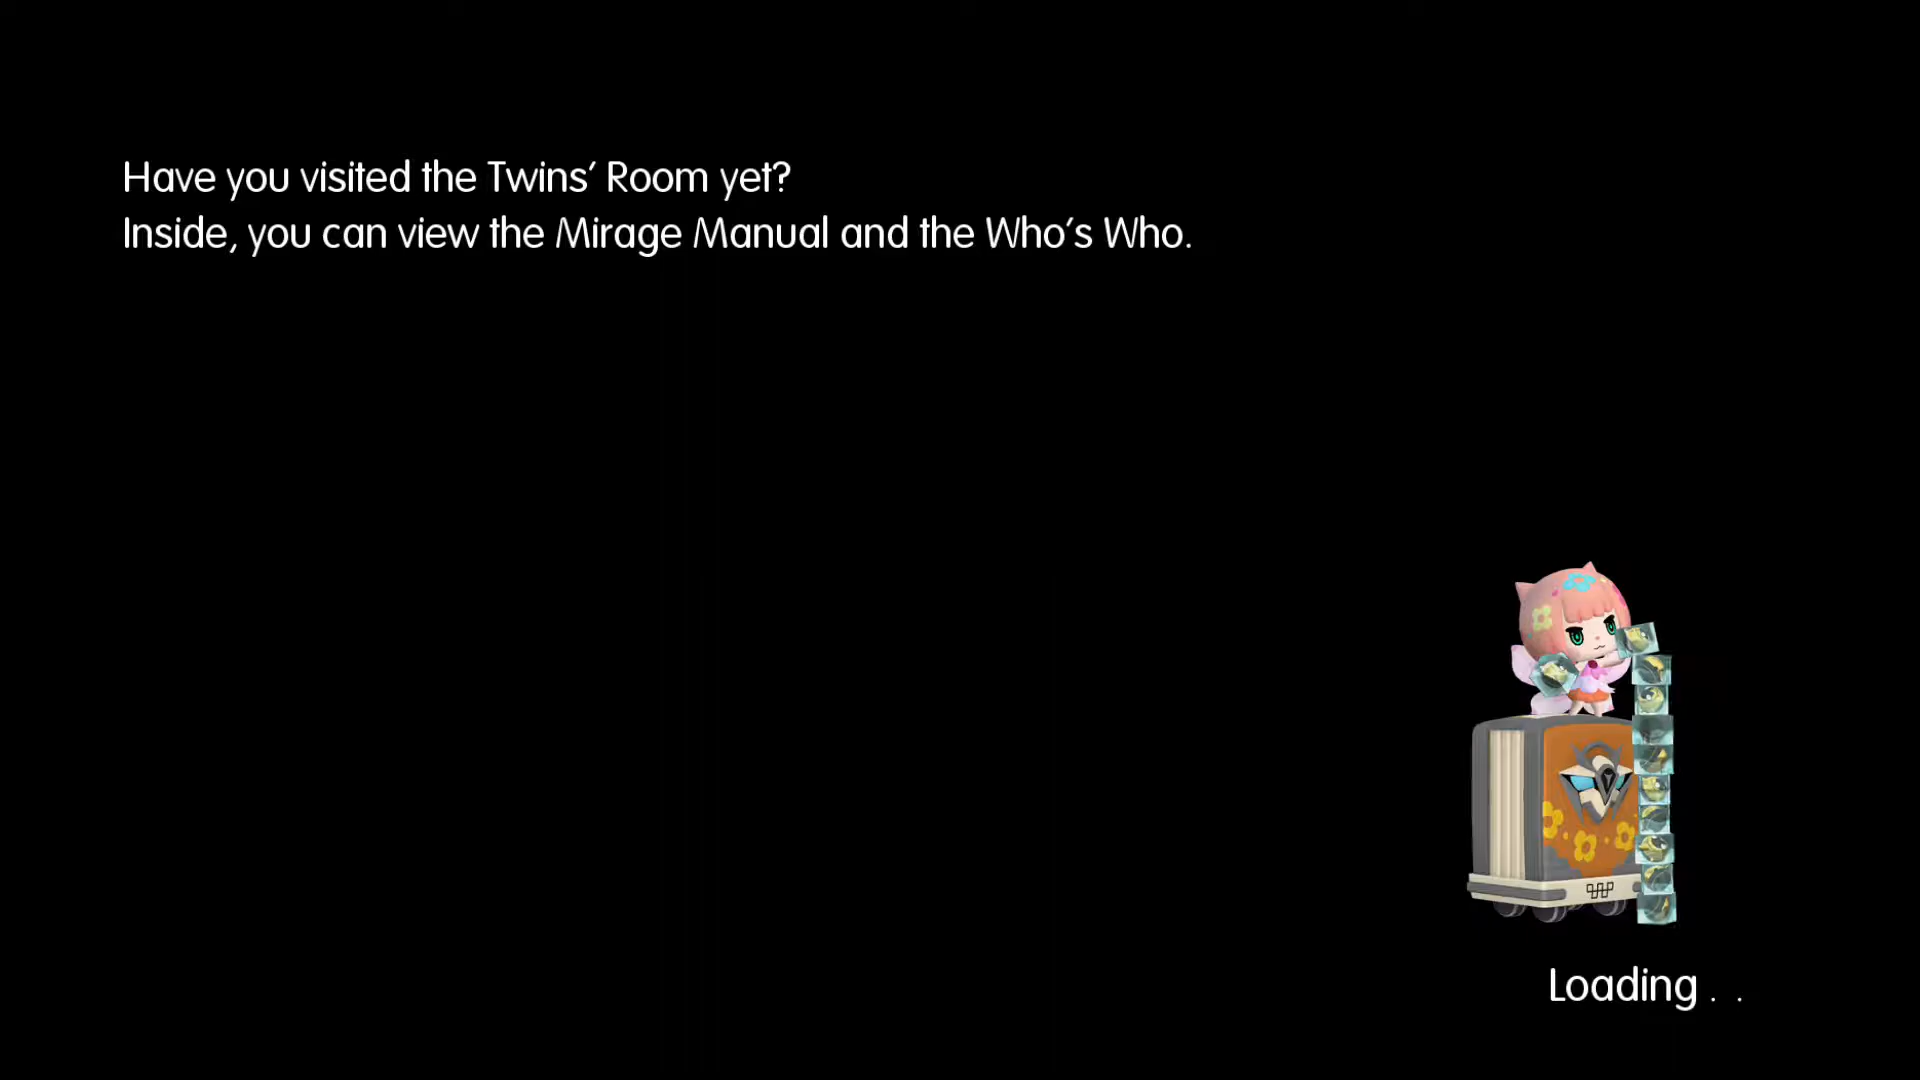 Have you visited the Twins' Room yet?
Inside, you can view the Mirage Manual and the Who's Who.
Loading . .